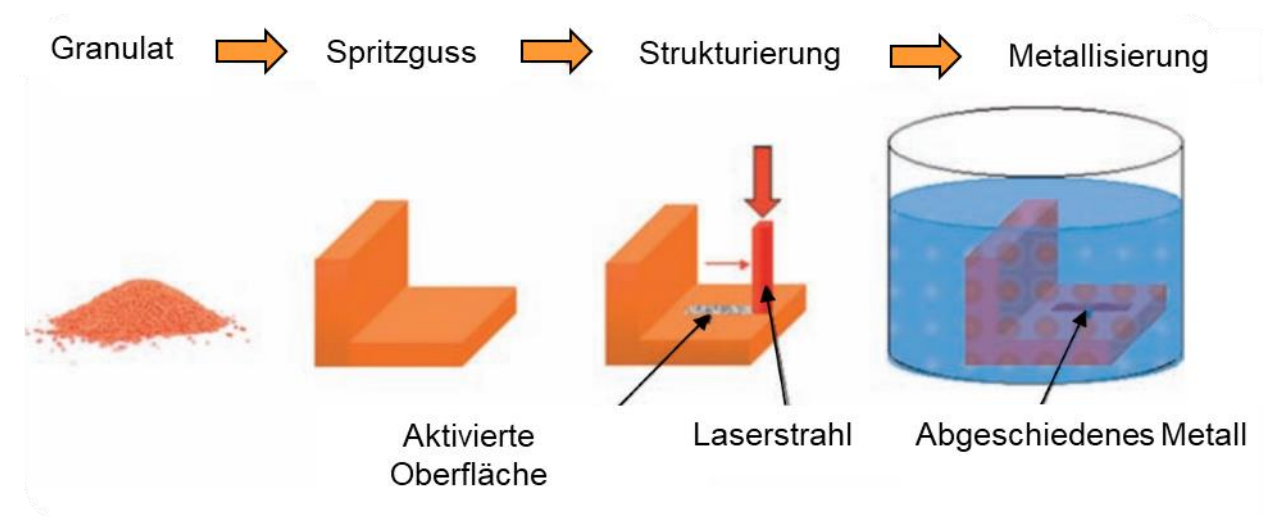 Granulat
Spritzguss
Strukturierung
Metallisierung
Aktivierte
Oberfläche
Laserstrahl
Abgeschiedenes Metall